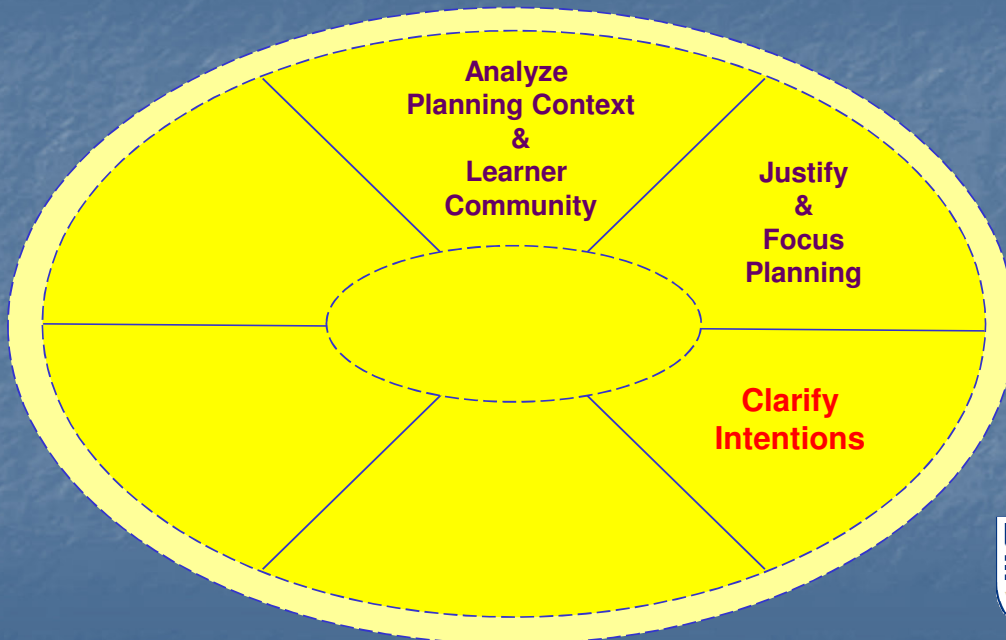 Analyze
Planning Context
&
Learner
Community
Justify
&
Focus
Planning
Clarify
Intentions